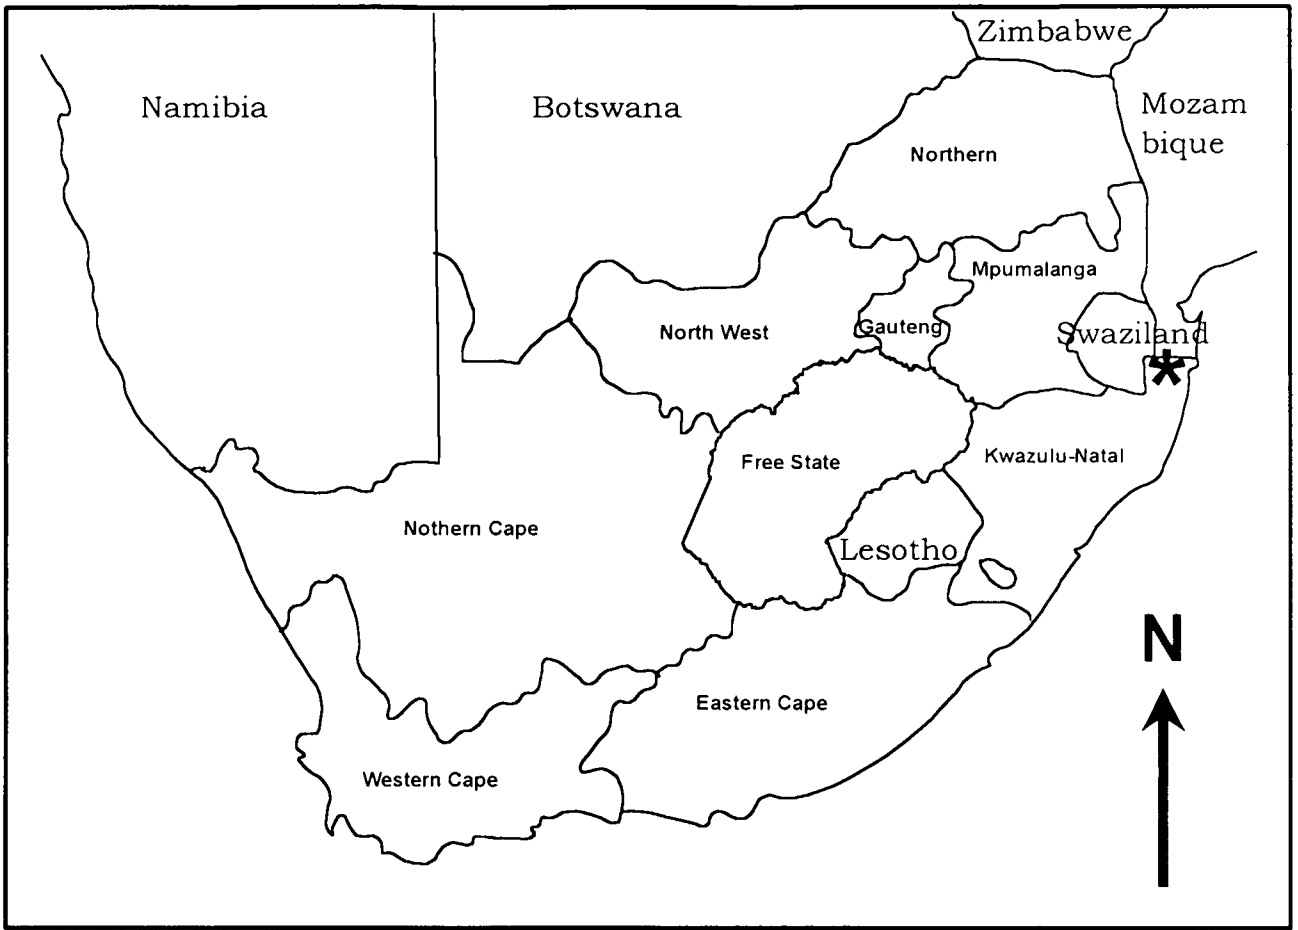 Zimbabwe
Namibia
Botswana
Mozam
bique
Northern
Mpumalanga
North West
Gauteng
Swaziland
*
Free State
Kwazulu-Natal
Nothern Cape
Lesotho
N
Eastern Cape
Western Cape